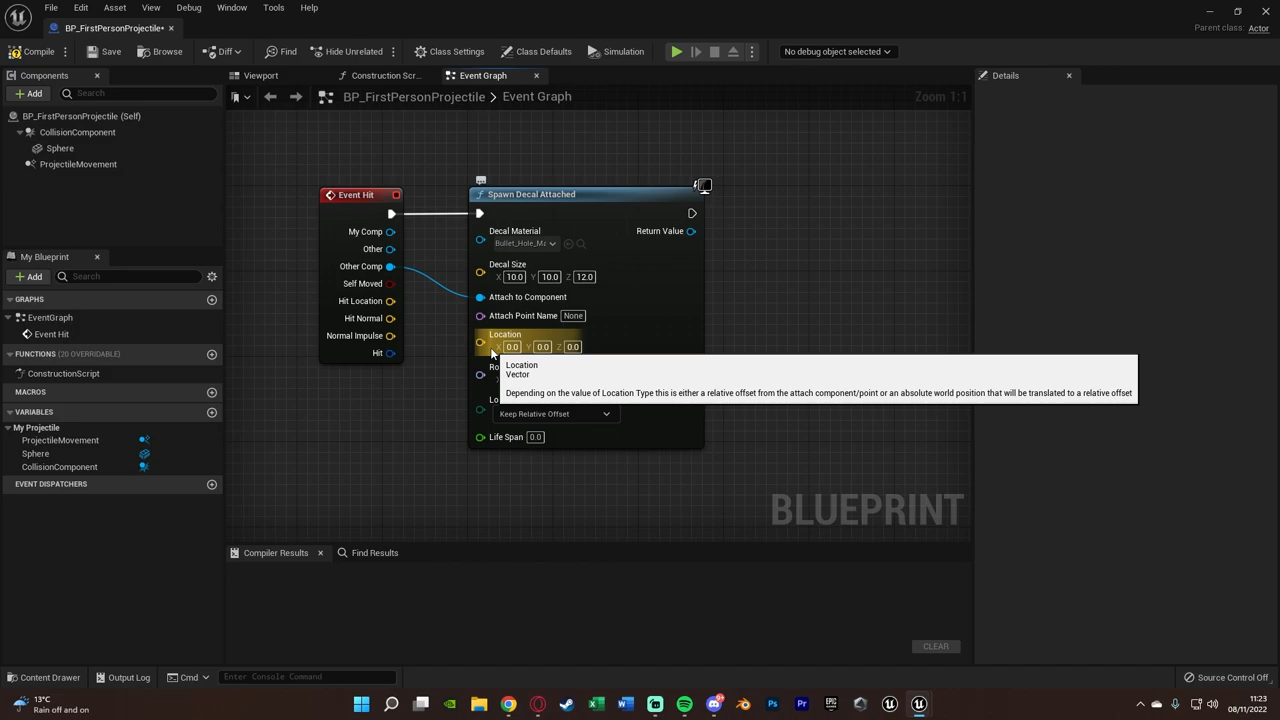 File Edit Asset View Debug Window Tools Help
BP_FirstPersonProjectile•
Parent class: Actor
Compile Save Browse Diff Find Hide Unrelated Class Settings Class Defaults Simulation No debug object selected
Components
Viewport Construction Scr... Event Graph
Details
Add Search
BP_FirstPersonProjectile > Event Graph
Zoom 1:1
BP_FirstPersonProjectile (Self)
CollisionComponent
Sphere
ProjectileMovement
My Blueprint
Add Search
GRAPHS
EventGraph
Event Hit
FUNCTIONS (20 OVERRIDABLE)
ConstructionScript
MACROS
VARIABLES
My Projectile
ProjectileMovement
Sphere
CollisionComponent
EVENT DISPATCHERS
Event Hit
My Comp
Other
Other Comp
Self Moved
Hit Location
Hit Normal
Normal Impulse
Hit
Spawn Decal Attached
Decal Material
Return Value
Bullet_Hole_Ma
Decal Size
X 10.0 Y 10.0 Z 12.0
Attach to Component
Attach Point Name None
Location
X 0.0 Y 0.0 Z 0.0
Ro
Lo
Keep Relative Offset
Life Span 0.0
Location
Vector
Depending on the value of Location Type this is either a relative offset from the attach component/point or an absolute world position that will be translated to a relative offset
BLUEPRINT
Compiler Results Find Results
CLEAR
Content Drawer Output Log Cmd Enter Console Command Source Control Off
13°C
Rain off and on
11:23
08/11/2022